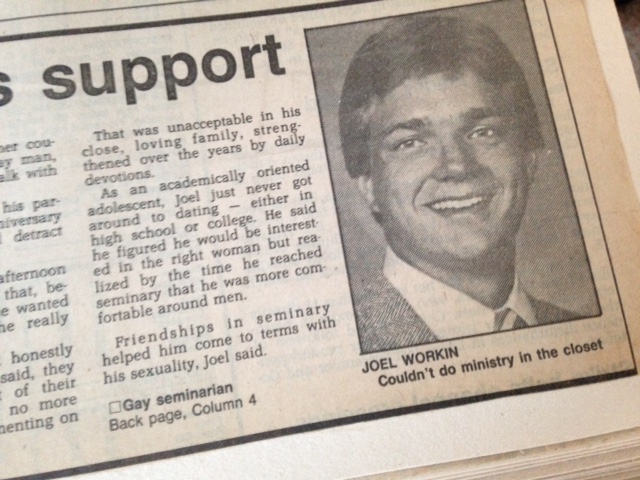 s support
ner cou-
ey man,
alk with
his par-
niversary
l detract
afternoon
that, be-
e wanted
he really
honestly
said, they
t of their
no more
menting on
That was unacceptable in his
close, loving family, streng-
thened over the years by daily
devotions.
As an academically oriented
adolescent, Joel just never got
around to dating — either in
high school or college. He said
he figured he would be interest-
ed in the right woman but rea-
lized by the time he reached
seminary that he was more com-
fortable around men.
Friendships in seminary
helped him come to terms with
his sexuality, Joel said.
□Gay seminarian
Back page, Column 4
JOEL WORKIN
Couldn't do ministry in the closet